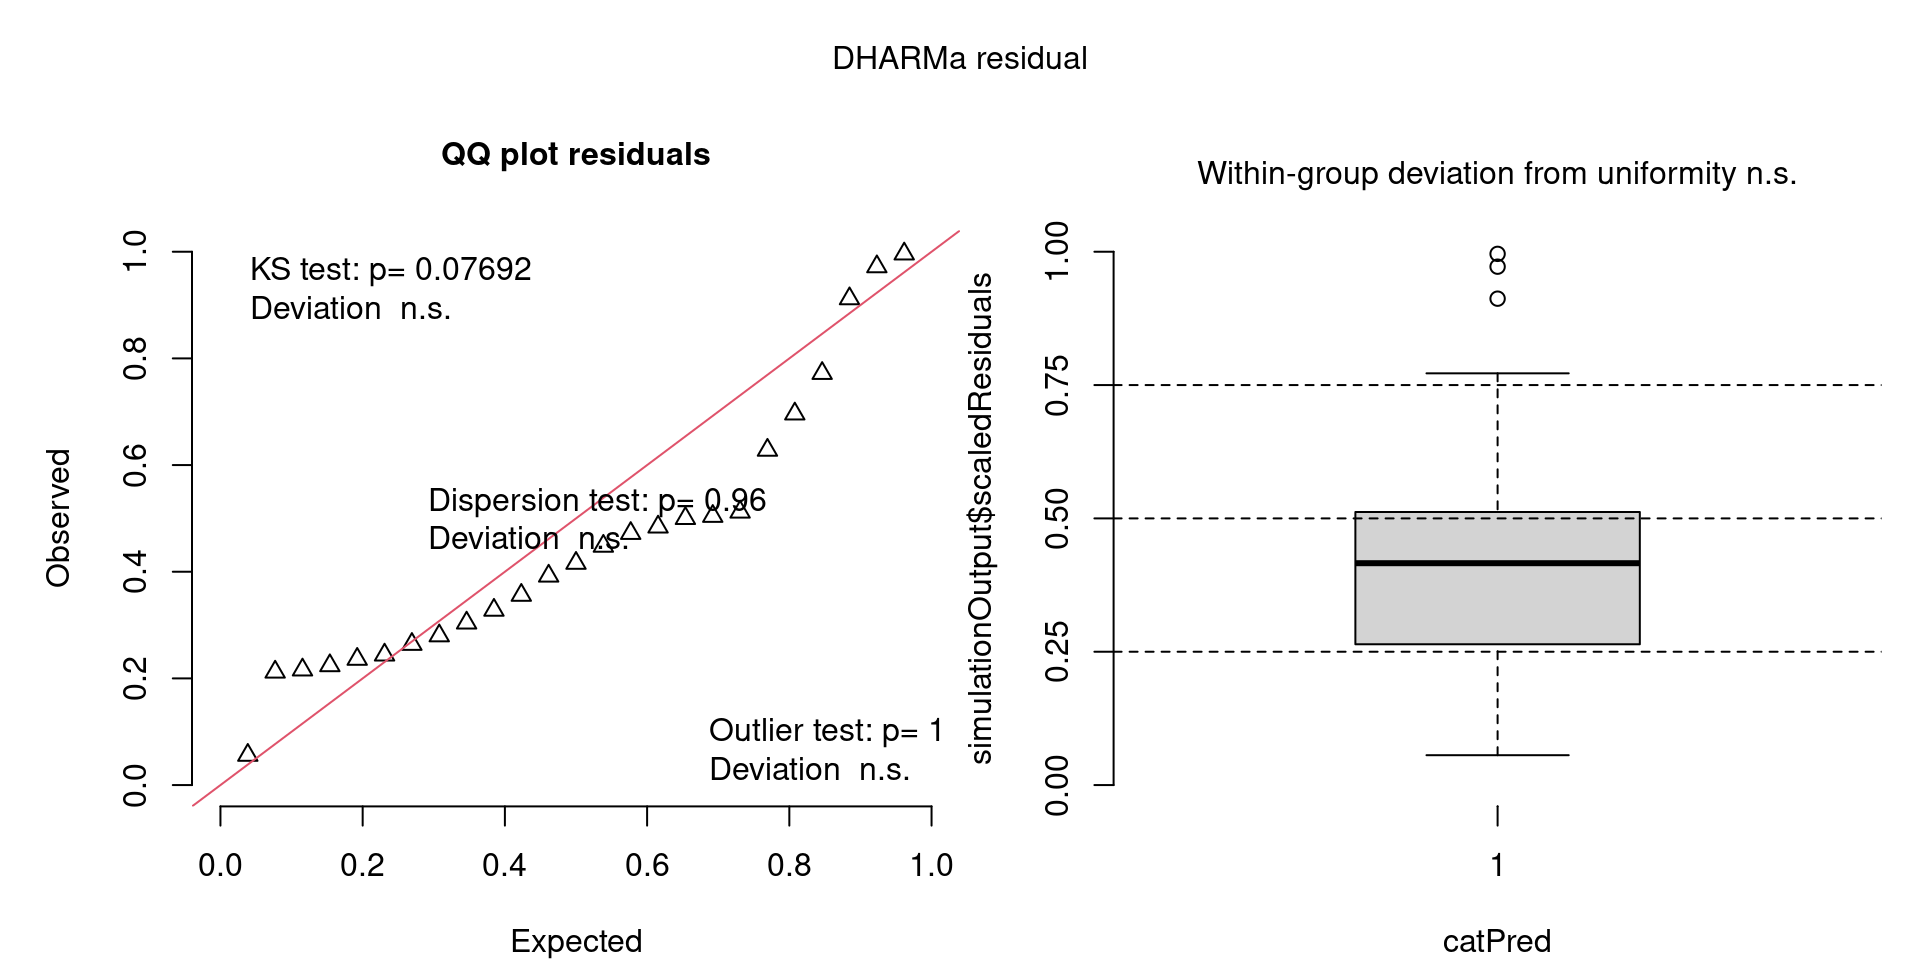 DHARMa residual
QQ plot residuals
KS test: p= 0.07692
Deviation  n.s.
Dispersion test: p= 0.96
Deviation  n.s.
Outlier test: p= 1
Deviation  n.s.
Observed
0.0 0.2 0.4 0.6 0.8 1.0
0.0 0.2 0.4 0.6 0.8 1.0
Expected
Within-group deviation from uniformity n.s.
simulationOutput$scaledResiduals
0.00 0.25 0.50 0.75 1.00
1
catPred